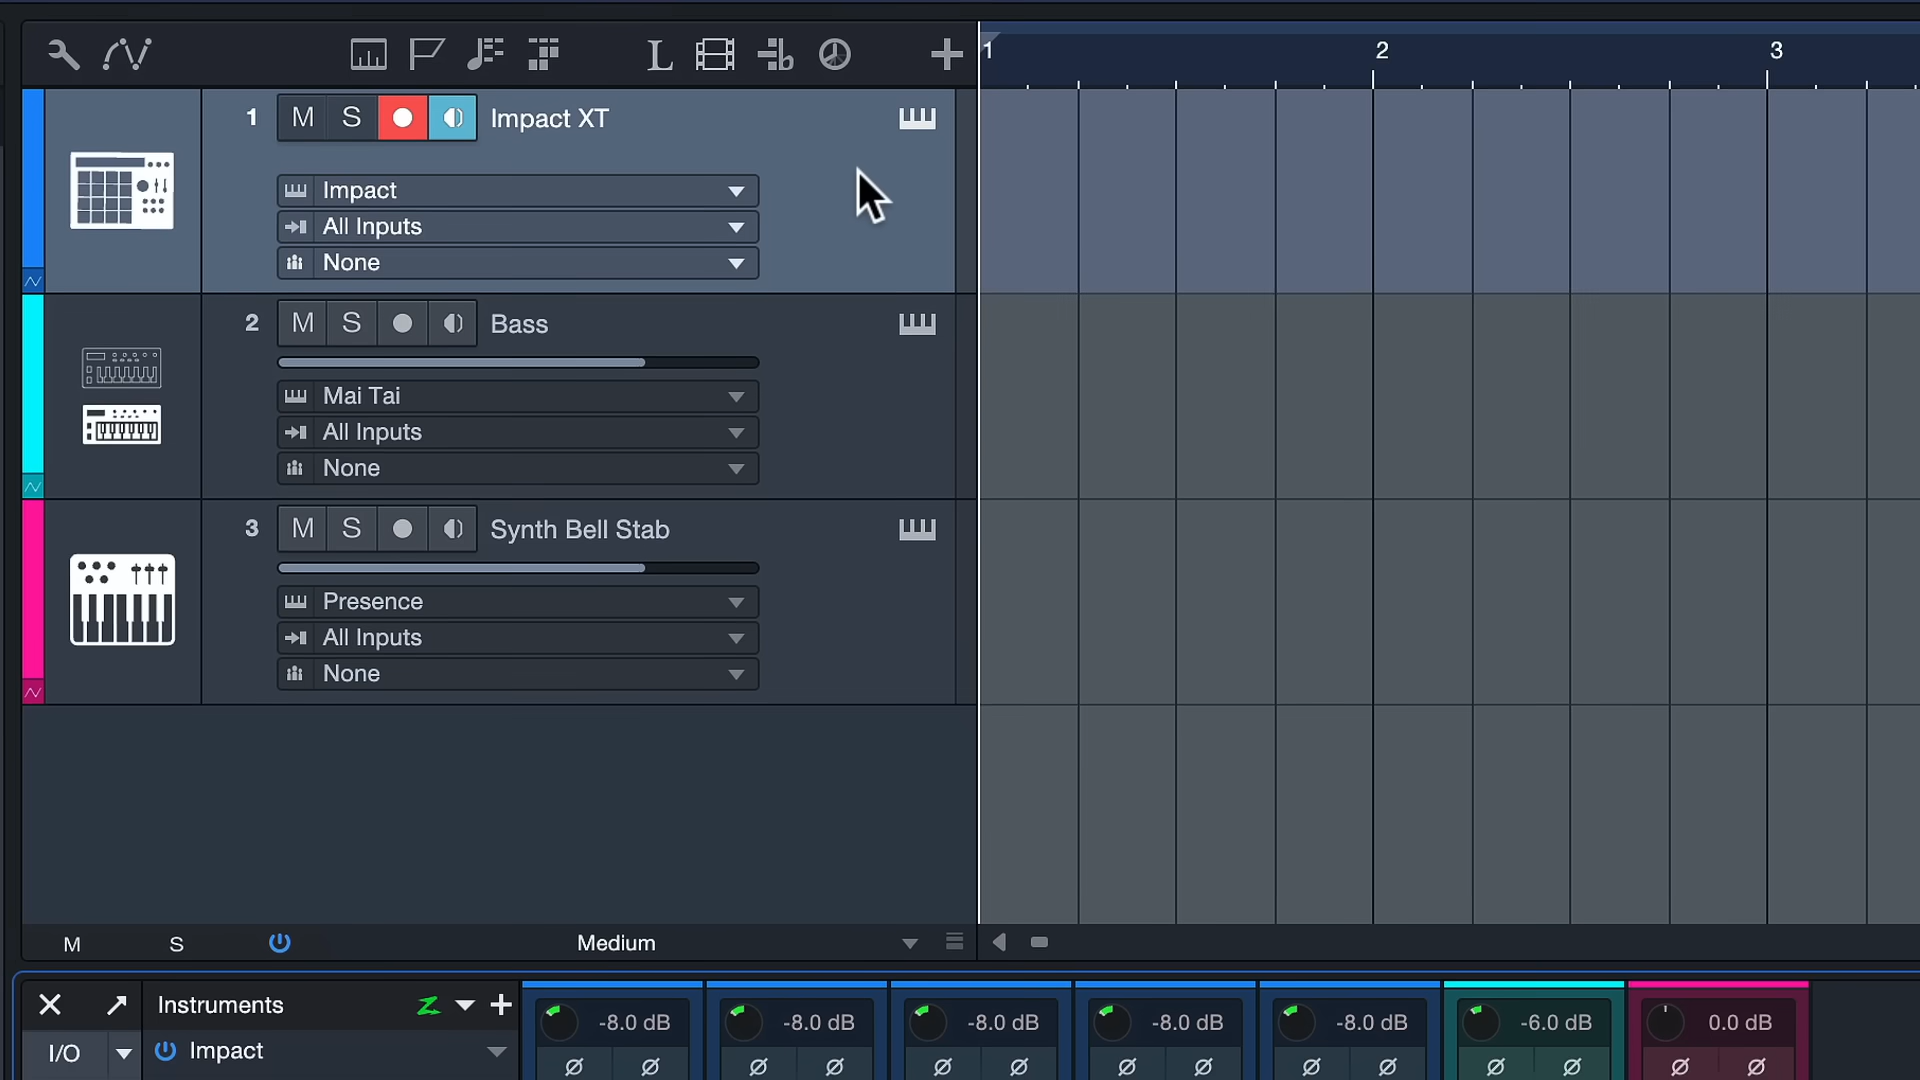 L
1 2 3
1 M S Impact XT
Impact
All Inputs
None
2 M S Bass
Mai Tai
All Inputs
None
3 M S Synth Bell Stab
Presence
All Inputs
None
M S Medium
Instruments
-8.0 dB -8.0 dB -8.0 dB -8.0 dB -8.0 dB -6.0 dB 0.0 dB
I/O Impact
Ø Ø Ø Ø Ø Ø Ø Ø Ø Ø Ø Ø Ø Ø